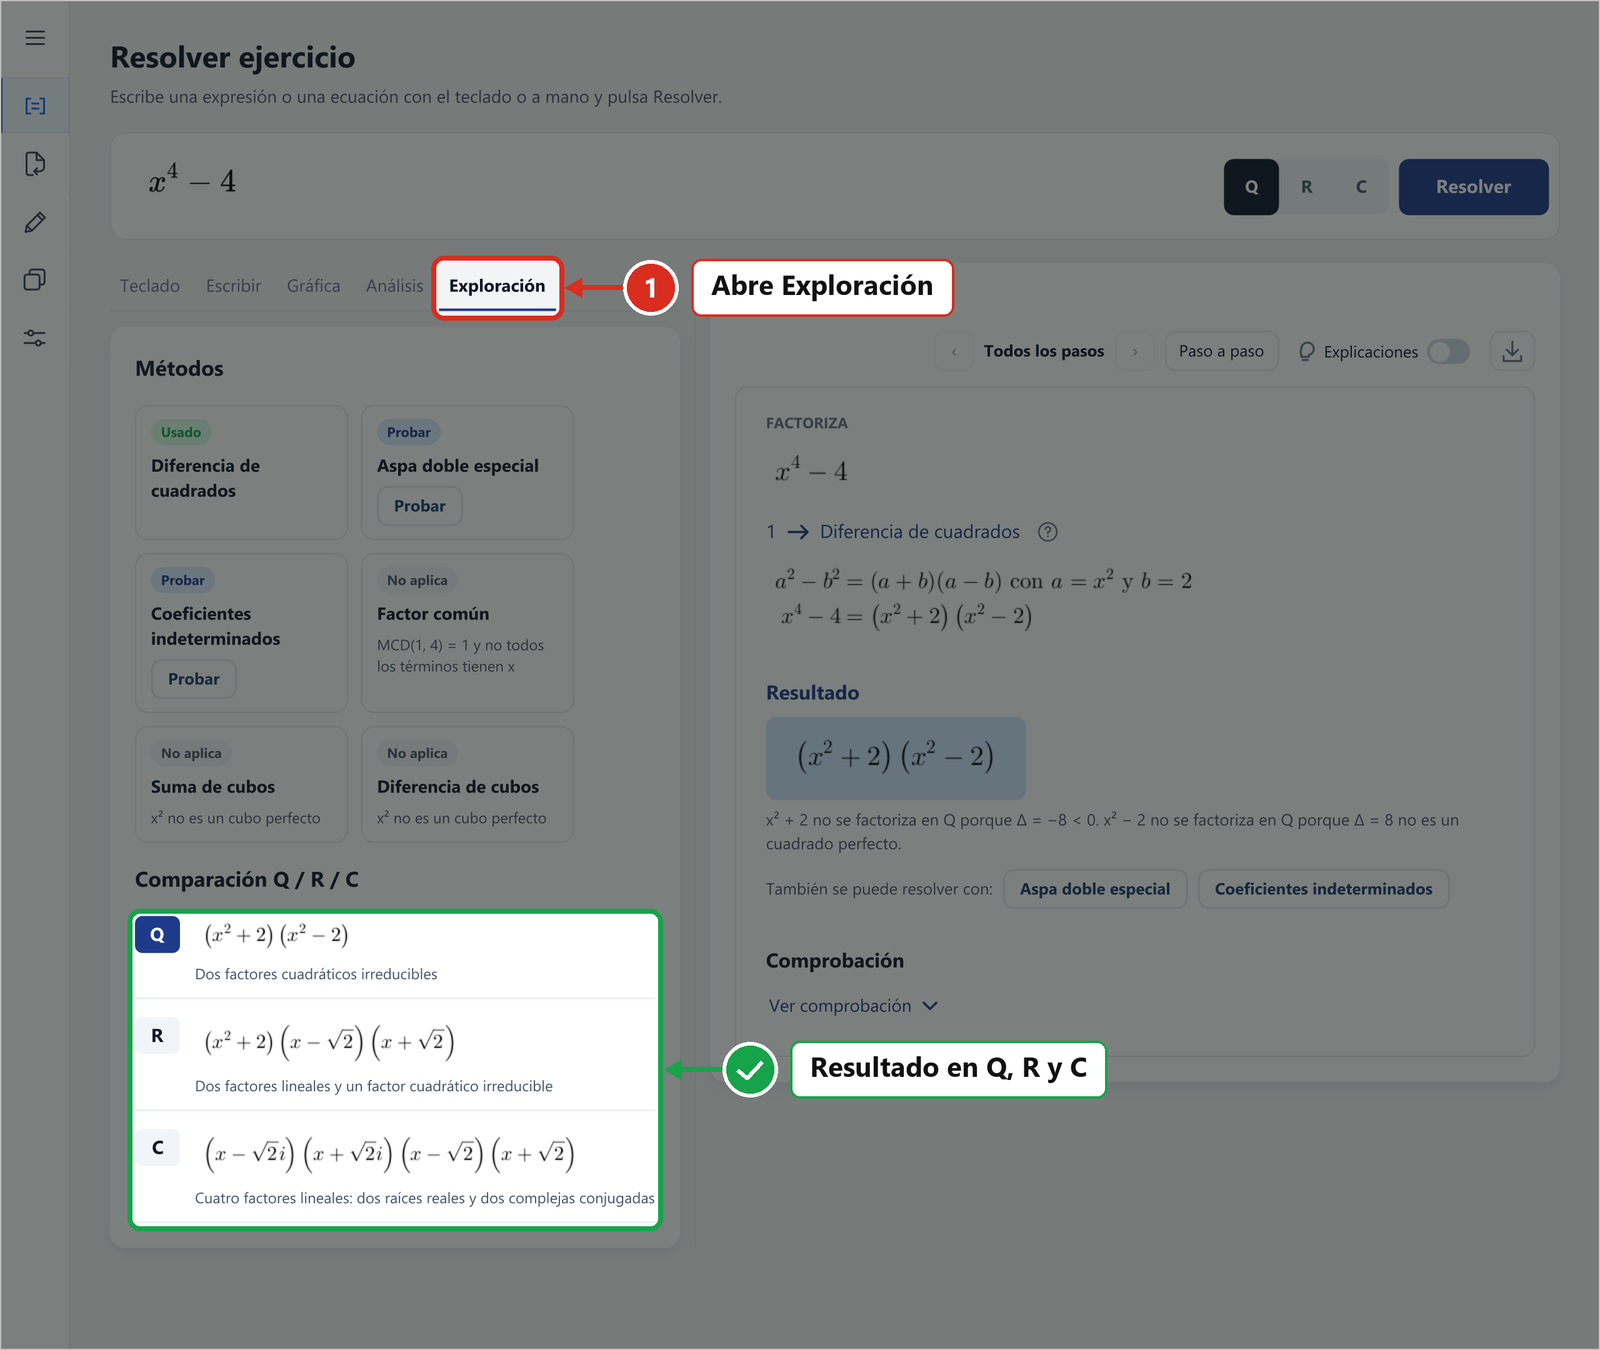 Resolver ejercicio
Escribe una expresión o una ecuación con el teclado o a mano y pulsa Resolver.
x⁴ − 4
Q R C Resolver
Teclado Escribir Gráfica Análisis Exploración
1 Abre Exploración
Métodos
Usado
Diferencia de
cuadrados
Probar
Aspa doble especial
Probar
Probar
Coeficientes
indeterminados
Probar
No aplica
Factor común
MCD(1, 4) = 1 y no todos
los términos tienen x
No aplica
Suma de cubos
x² no es un cubo perfecto
No aplica
Diferencia de cubos
x² no es un cubo perfecto
Comparación Q / R / C
Q (x² + 2) (x² − 2)
Dos factores cuadráticos irreducibles
R (x² + 2) (x − √2) (x + √2)
Dos factores lineales y un factor cuadrático irreducible
C (x − √2i) (x + √2i) (x − √2) (x + √2)
Cuatro factores lineales: dos raíces reales y dos complejas conjugadas
‹ Todos los pasos › Paso a paso Explicaciones
FACTORIZA
x⁴ − 4
1 → Diferencia de cuadrados ?
a² − b² = (a + b)(a − b) con a = x² y b = 2
x⁴ − 4 = (x² + 2) (x² − 2)
Resultado
(x² + 2) (x² − 2)
x² + 2 no se factoriza en Q porque Δ = −8 < 0. x² − 2 no se factoriza en Q porque Δ = 8 no es un
cuadrado perfecto.
También se puede resolver con: Aspa doble especial Coeficientes indeterminados
Comprobación
Ver comprobación
Resultado en Q, R y C